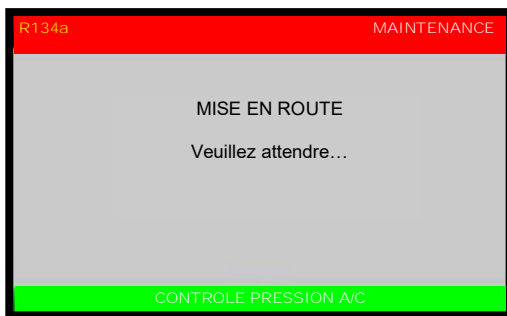 R134a MAINTENANCE
MISE EN ROUTE
Veuillez attendre…
CONTROLE PRESSION A/C